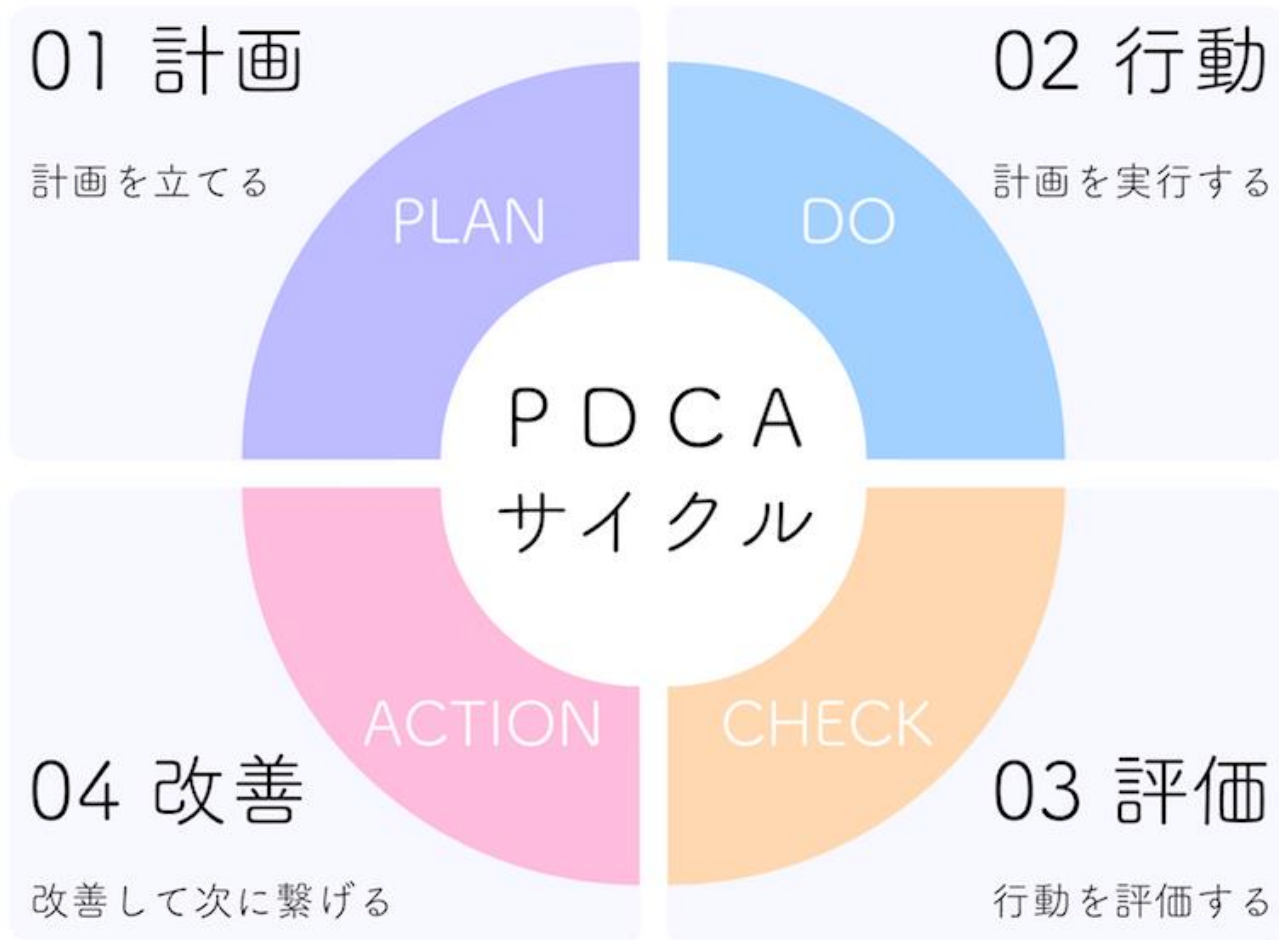 01 計画
計画を立てる
PLAN
02 行動
計画を実行する
DO
PDCA
サイクル
CHECK
03 評価
行動を評価する
ACTION
04 改善
改善して次に繋げる